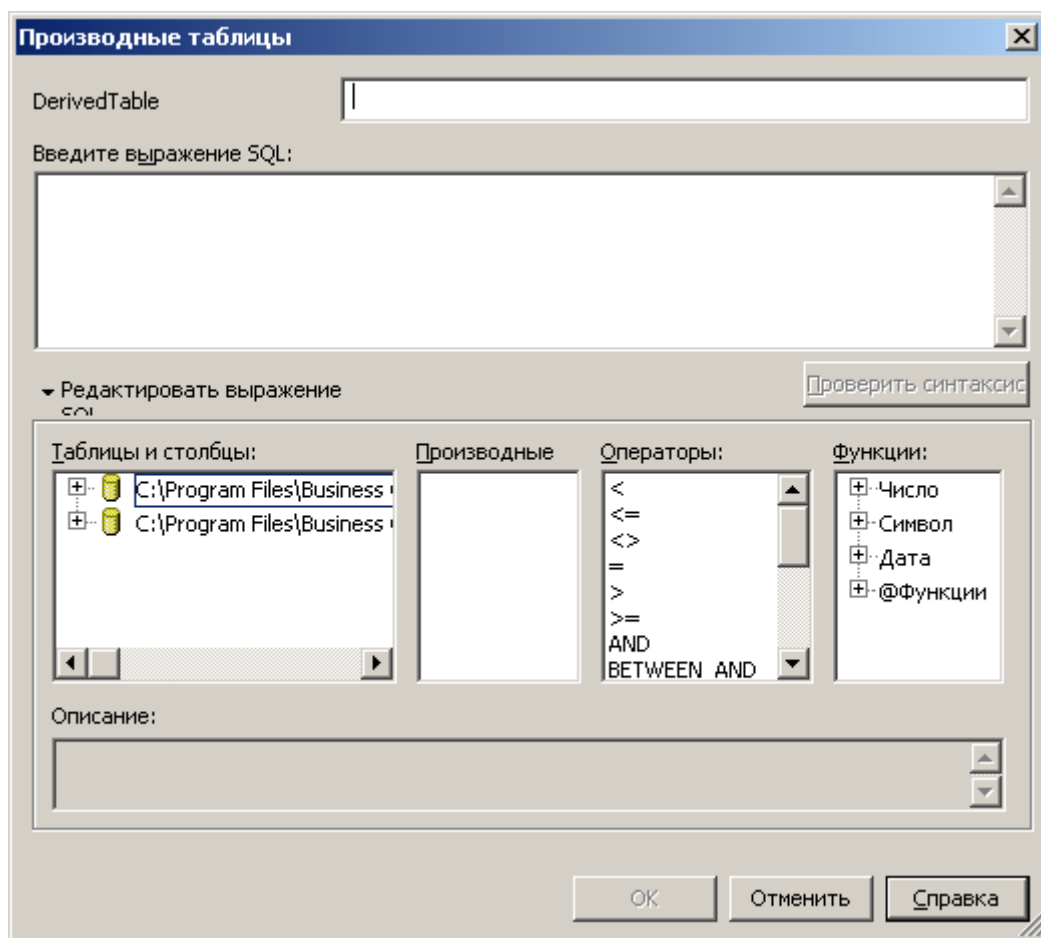 Производные таблицы
DerivedTable
Введите выражение SQL:
Редактировать выражение
SQL
Проверить синтаксис
Таблицы и столбцы:
Производные
Операторы:
Функции:
C:\Program Files\Business
C:\Program Files\Business
<
<=
<>
=
>
>=
AND
BETWEEN AND
Число
Символ
Дата
@Функции
Описание:
OK
Отменить
Справка